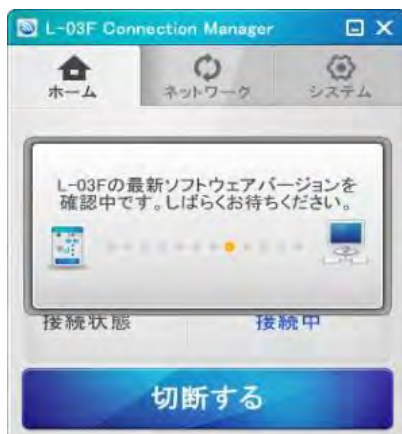 L-03F Connection Manager
ホーム
ネットワーク
システム
L-03Fの最新ソフトウェアバージョンを
確認中です。しばらくお待ちください。
接続状態
接続中
切断する